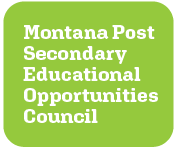 Montana Post
Secondary
Educational
Opportunities
Council